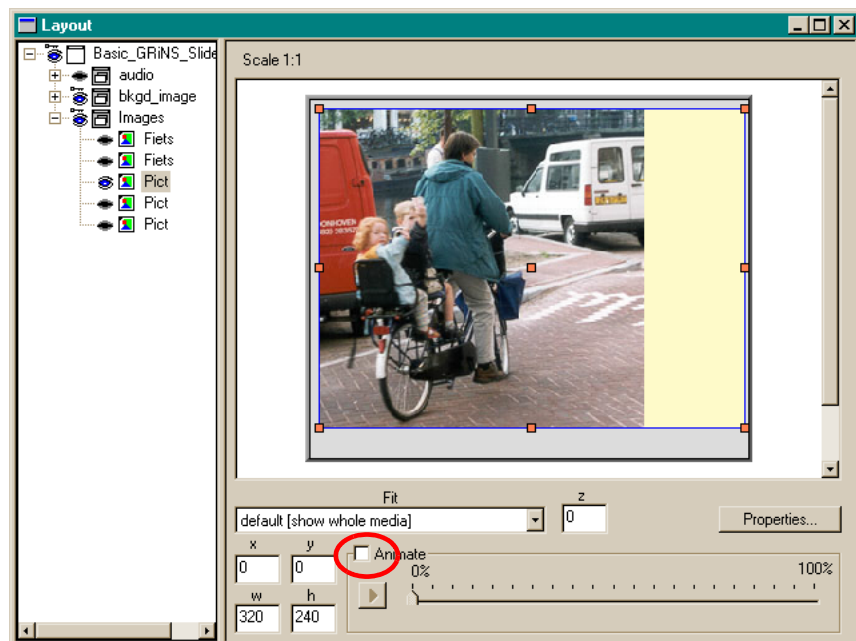 Layout
Basic_GRiNS_Slide
audio
bkgd_image
Images
Fiets
Fiets
Pict
Pict
Pict
Scale 1:1
Fit
z
default [show whole media]
0
Properties...
x
y
Animate
0
0
0%
100%
w
h
320
240